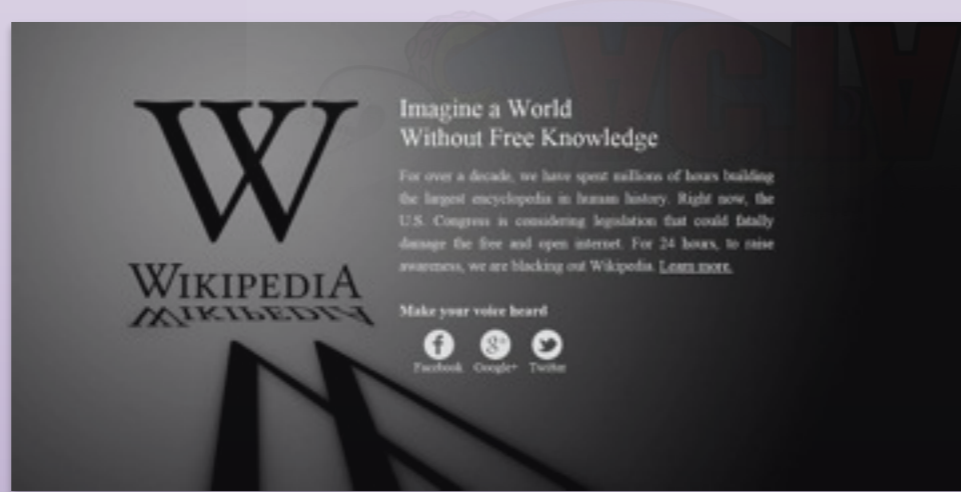 WIKIPEDIA
Imagine a World
Without Free Knowledge
For over a decade, we have spent millions of hours building
the largest encyclopedia in human history. Right now, the
U.S. Congress is considering legislation that could fatally
damage the free and open internet. For 24 hours, to raise
awareness, we are blacking out Wikipedia. Learn more.
Make your voice heard
Facebook Google+ Twitter